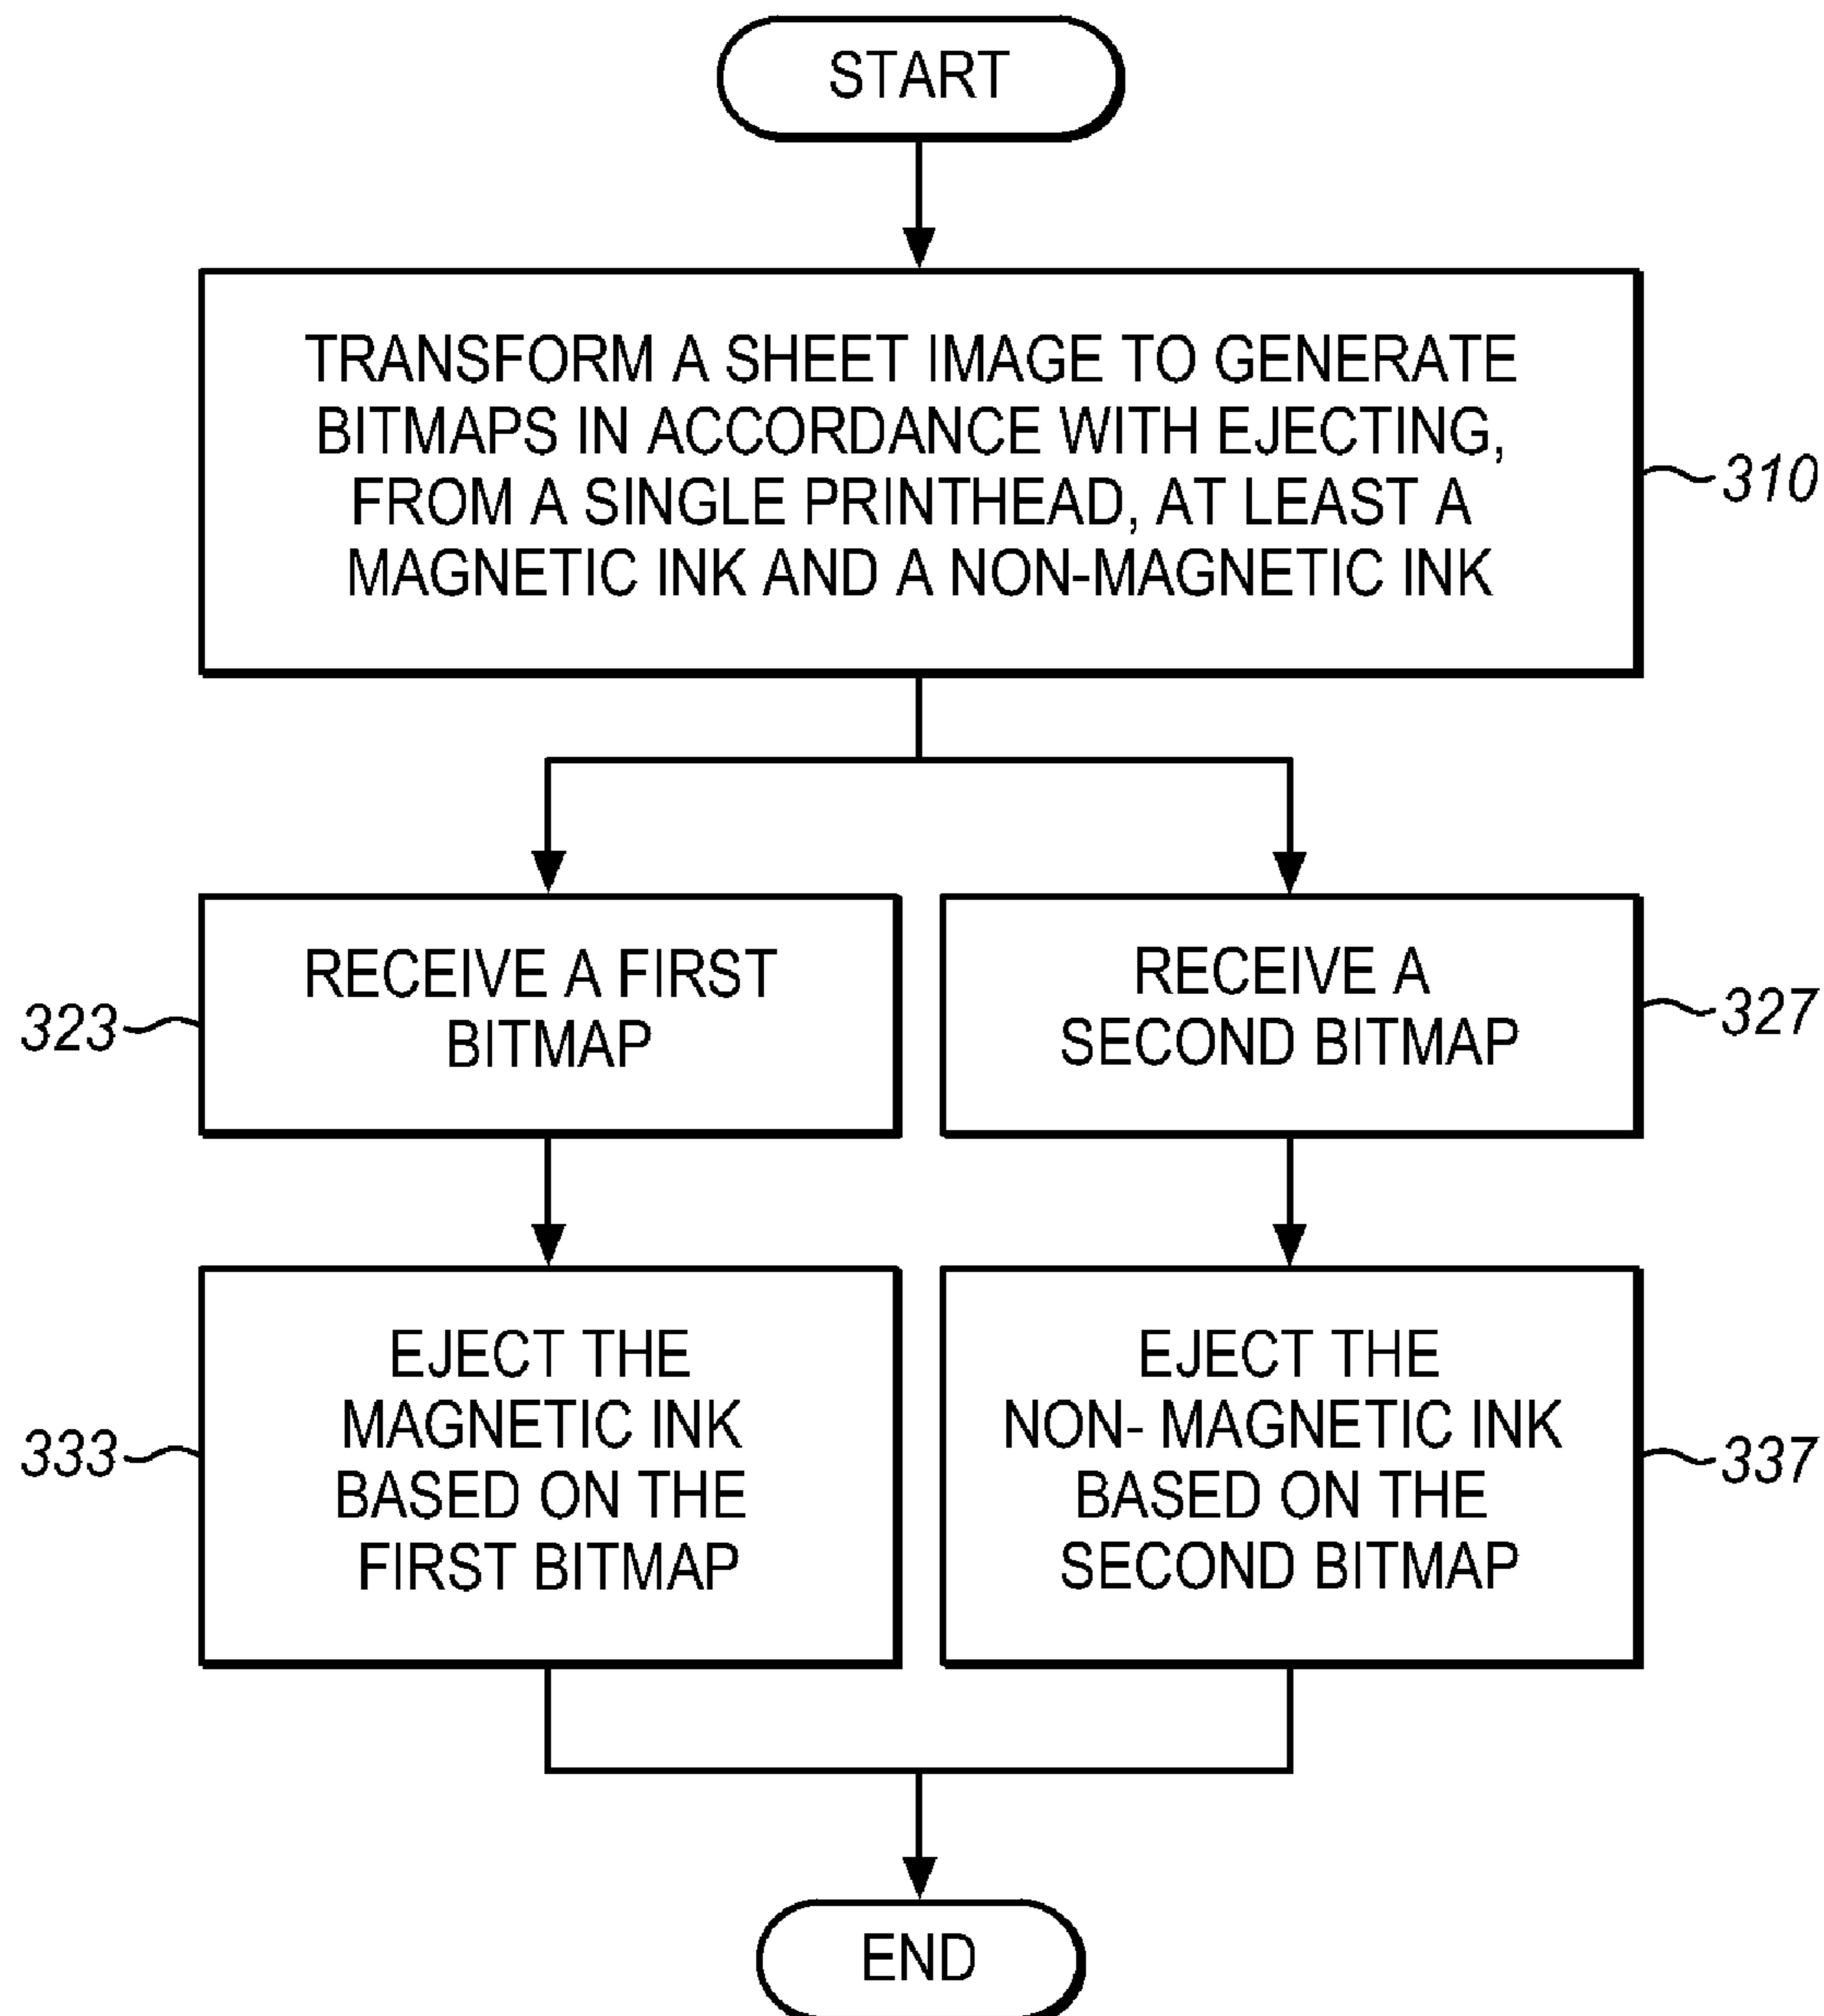 START
TRANSFORM A SHEET IMAGE TO GENERATE
BITMAPS IN ACCORDANCE WITH EJECTING,
FROM A SINGLE PRINTHEAD, AT LEAST A
MAGNETIC INK AND A NON-MAGNETIC INK
310
RECEIVE A FIRST
BITMAP
323
RECEIVE A
SECOND BITMAP
327
EJECT THE
MAGNETIC INK
BASED ON THE
FIRST BITMAP
333
EJECT THE
NON- MAGNETIC INK
BASED ON THE
SECOND BITMAP
337
END